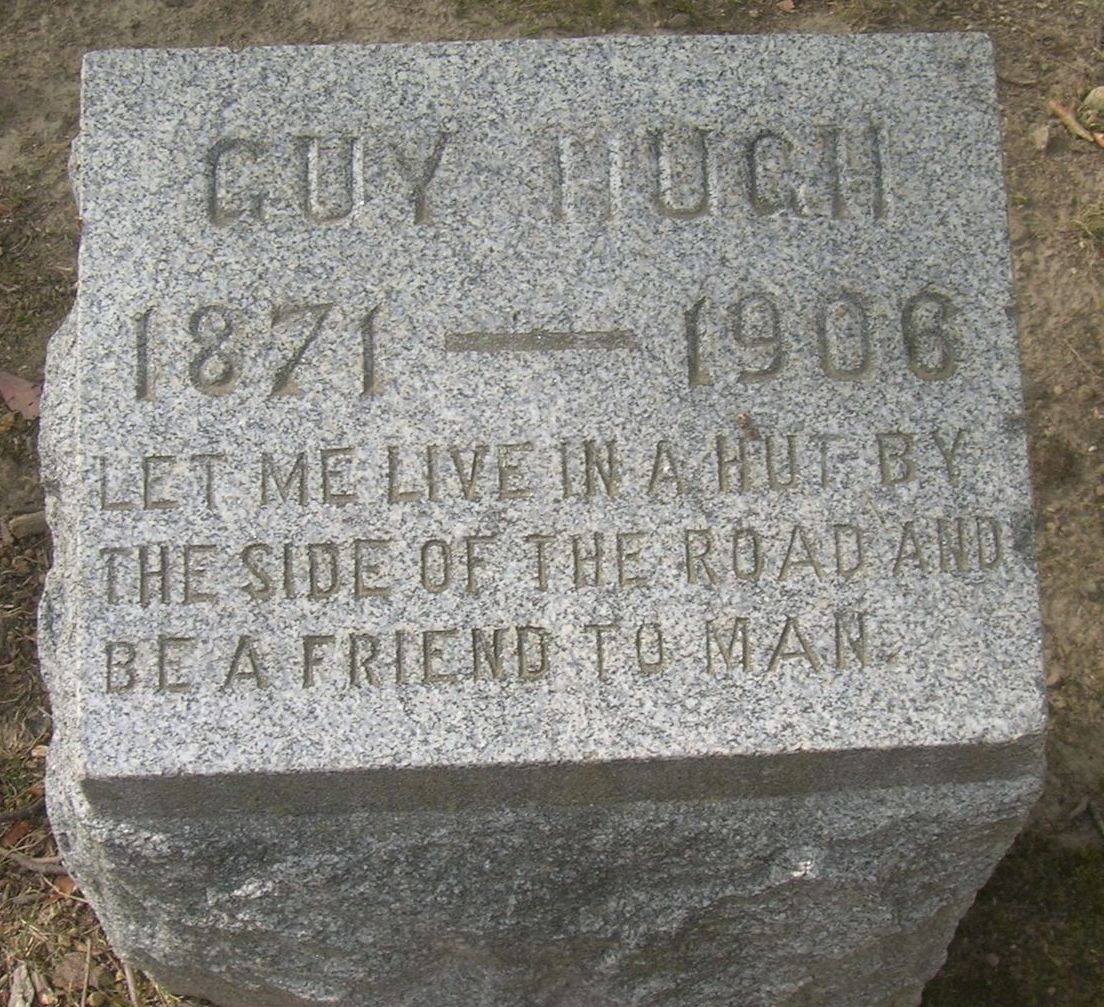 GUY HUGH
1871 — 1906
LET ME LIVE IN A HUT BY
THE SIDE OF THE ROAD AND
BE A FRIEND TO MAN.